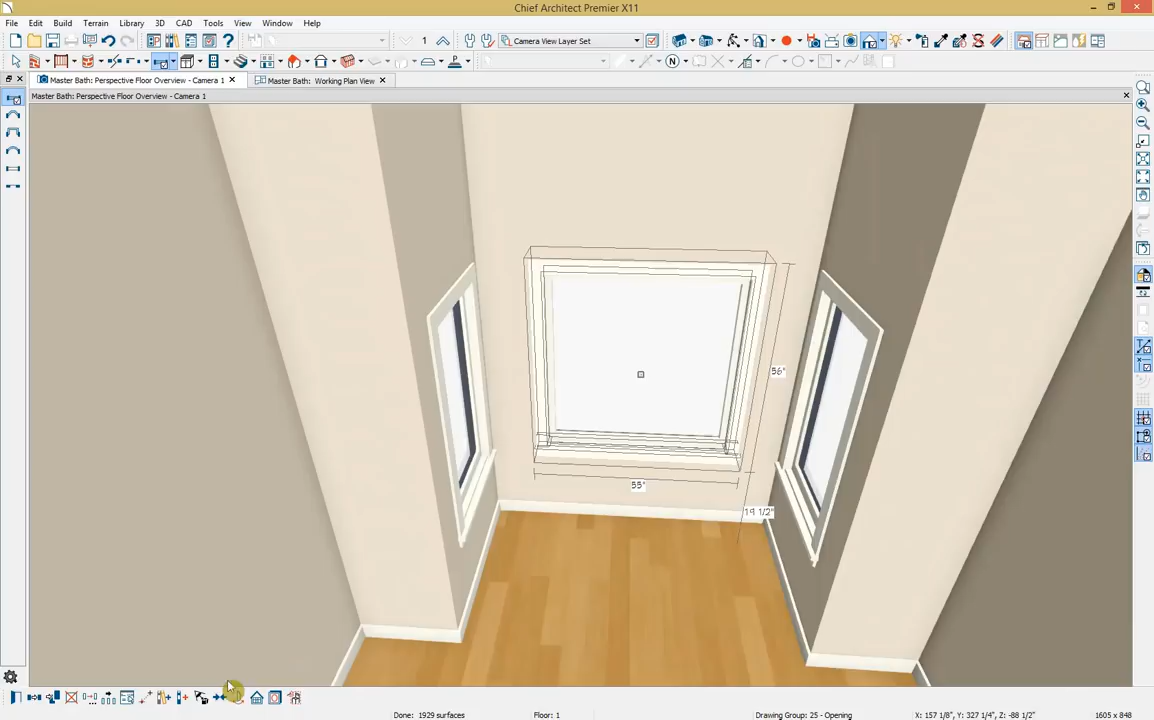 Chief Architect Premier X11
File Edit Build Terrain Library 3D CAD Tools View Window Help
1 Camera View Layer Set
Master Bath: Perspective Floor Overview - Camera 1 Master Bath: Working Plan View
Master Bath: Perspective Floor Overview - Camera 1
56"
55"
19 1/2"
Done: 1929 surfaces Floor: 1 Drawing Group: 25 - Opening X: 157 1/8", Y: 327 1/4", Z: -88 1/2" 1605 x 848